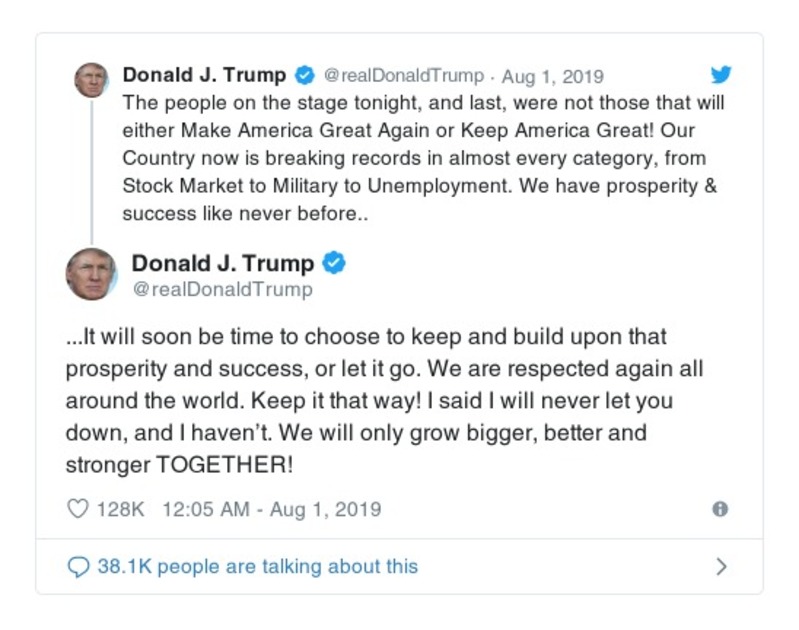 Donald J. Trump @realDonaldTrump · Aug 1, 2019
The people on the stage tonight, and last, were not those that will
either Make America Great Again or Keep America Great! Our
Country now is breaking records in almost every category, from
Stock Market to Military to Unemployment. We have prosperity &
success like never before..
Donald J. Trump
@realDonaldTrump
...It will soon be time to choose to keep and build upon that
prosperity and success, or let it go. We are respected again all
around the world. Keep it that way! I said I will never let you
down, and I haven't. We will only grow bigger, better and
stronger TOGETHER!
128K 12:05 AM - Aug 1, 2019
38.1K people are talking about this